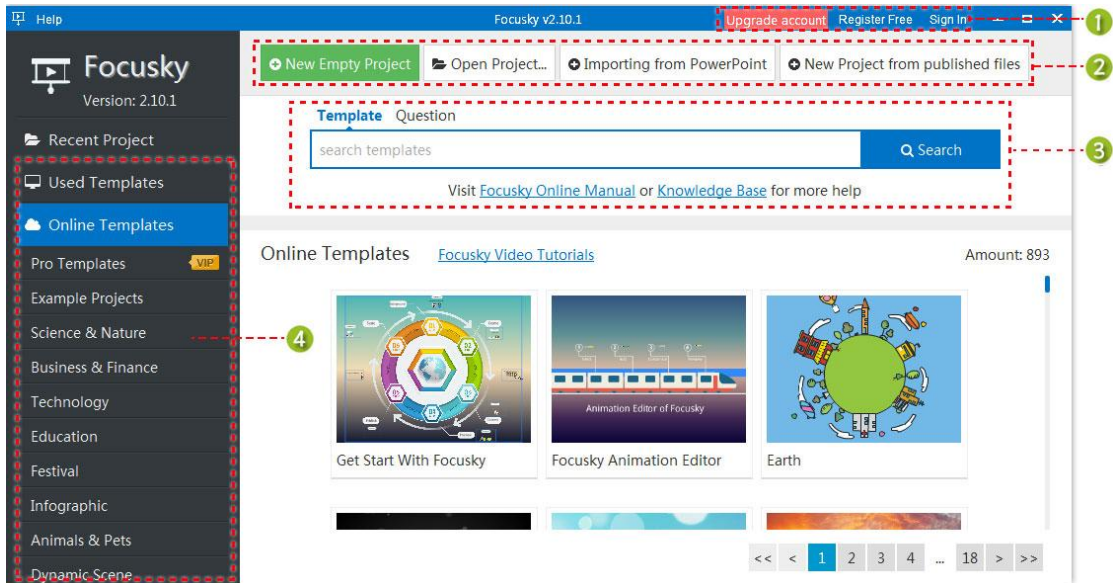 Help
Focusky v2.10.1
Upgrade account Register Free Sign In
1
Focusky
Version: 2.10.1
New Empty Project
Open Project...
Importing from PowerPoint
New Project from published files
2
Template Question
search templates
Search
3
Visit Focusky Online Manual or Knowledge Base for more help
Recent Project
Used Templates
Online Templates
Pro Templates VIP
Example Projects
Science & Nature
Business & Finance
Technology
Education
Festival
Infographic
Animals & Pets
Dynamic Scene
4
Online Templates Focusky Video Tutorials Amount: 893
Animation Editor of Focusky
Get Start With Focusky
Focusky Animation Editor
Earth
<< < 1 2 3 4 ... 18 > >>